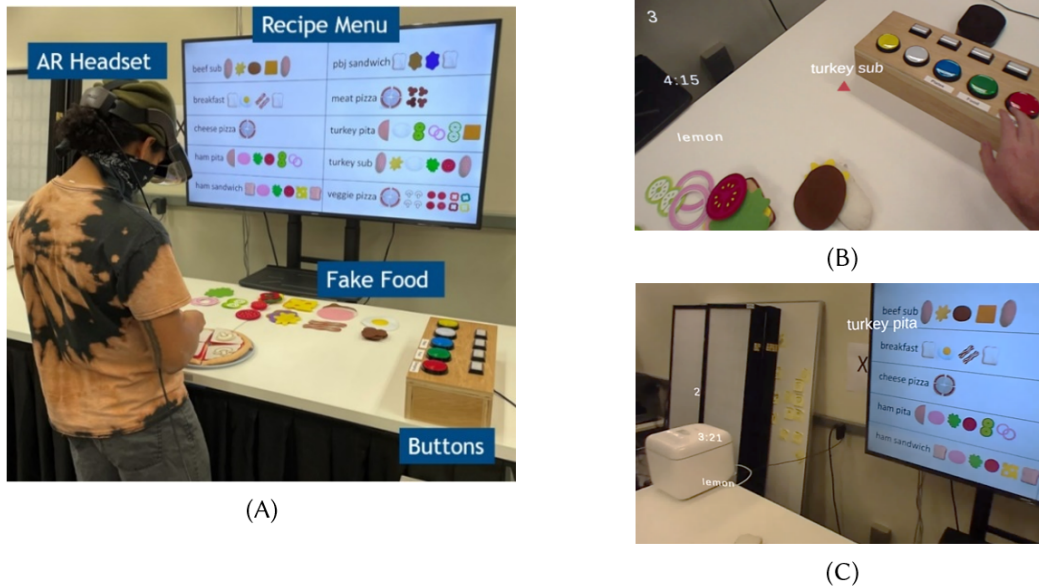 AR Headset
Recipe Menu
beef sub
breakfast
cheese pizza
ham pita
ham sandwich
pbj sandwich
meat pizza
turkey pita
turkey sub
veggie pizza
Fake Food
Buttons
(A)
3
4:15
turkey sub
lemon
(B)
beef sub
turkey pita
breakfast
cheese pizza
ham pita
ham sandwich
X
2
3:21
lemon
(C)